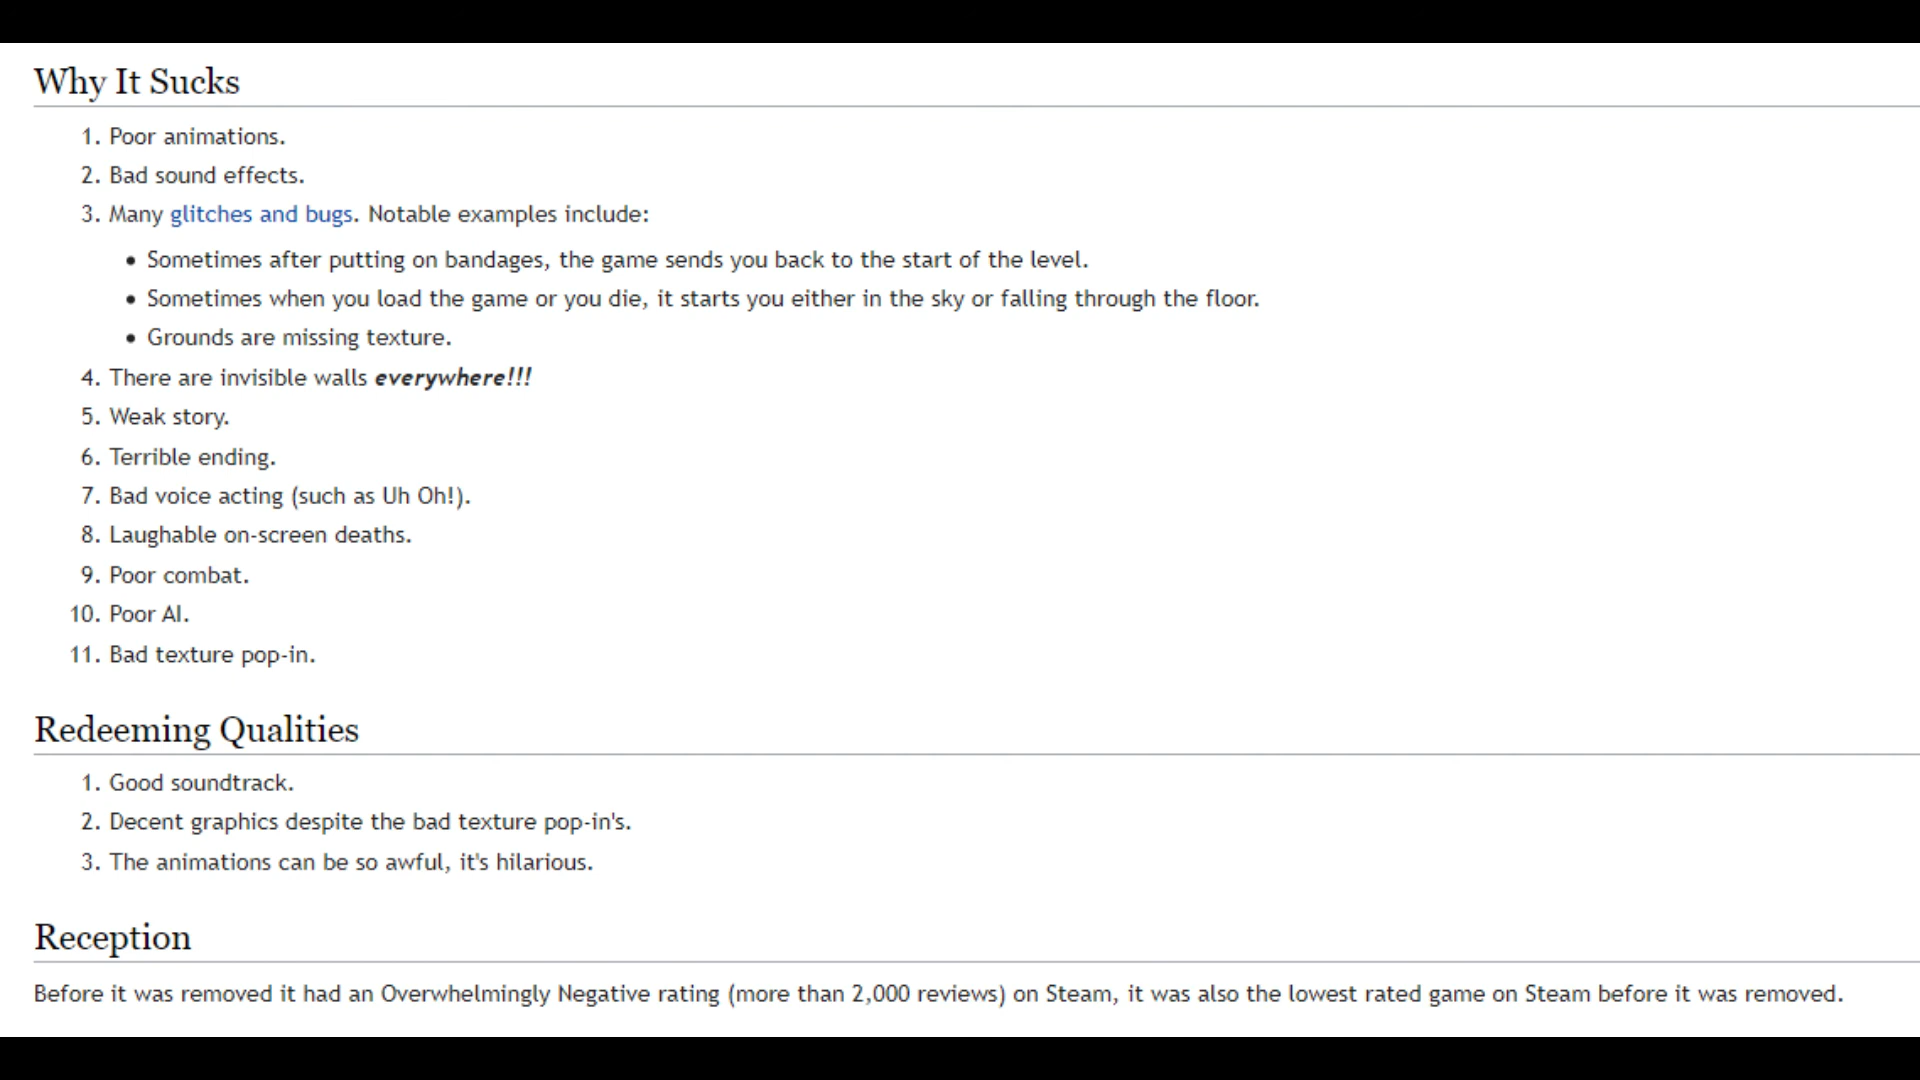 Why It Sucks
1. Poor animations.
2. Bad sound effects.
3. Many glitches and bugs. Notable examples include:
• Sometimes after putting on bandages, the game sends you back to the start of the level.
• Sometimes when you load the game or you die, it starts you either in the sky or falling through the floor.
• Grounds are missing texture.
4. There are invisible walls everywhere!!!
5. Weak story.
6. Terrible ending.
7. Bad voice acting (such as Uh Oh!).
8. Laughable on-screen deaths.
9. Poor combat.
10. Poor AI.
11. Bad texture pop-in.
Redeeming Qualities
1. Good soundtrack.
2. Decent graphics despite the bad texture pop-in's.
3. The animations can be so awful, it's hilarious.
Reception
Before it was removed it had an Overwhelmingly Negative rating (more than 2,000 reviews) on Steam, it was also the lowest rated game on Steam before it was removed.